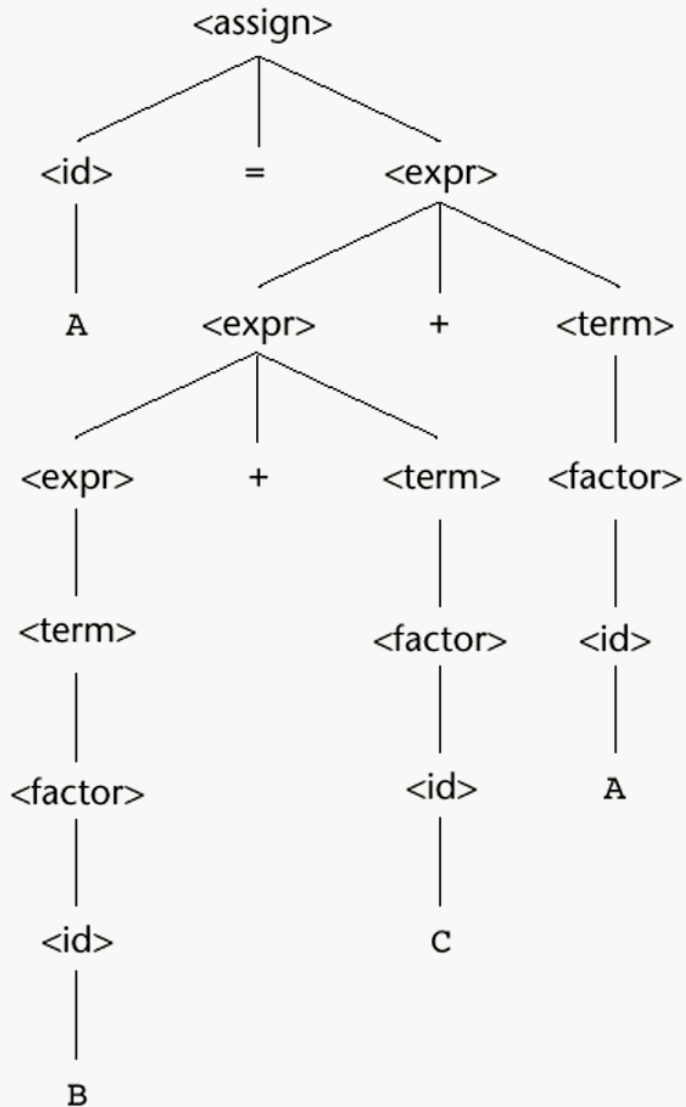 <assign>
<id> = <expr>
A <expr> + <term>
<expr> + <term> <factor>
<term> <factor> <id>
<factor> <id> A
<id> C
B